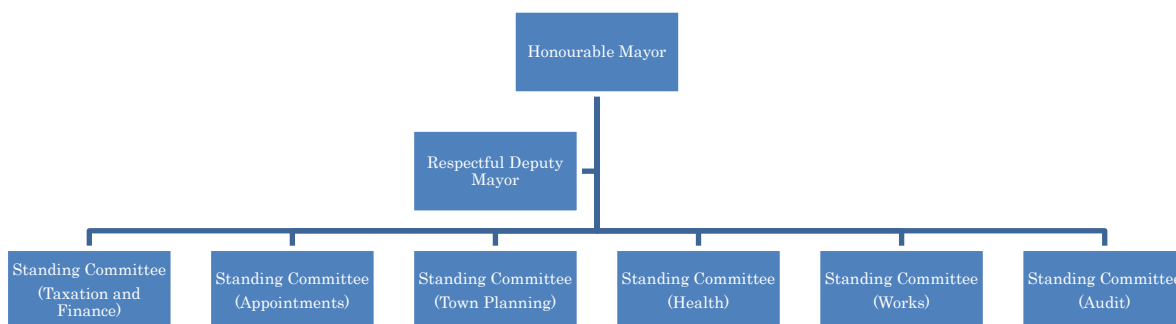 Honourable Mayor
Respectful Deputy
Mayor
Standing Committee
(Taxation and
Finance)
Standing Committee
(Appointments)
Standing Committee
(Town Planning)
Standing Committee
(Health)
Standing Committee
(Works)
Standing Committee
(Audit)